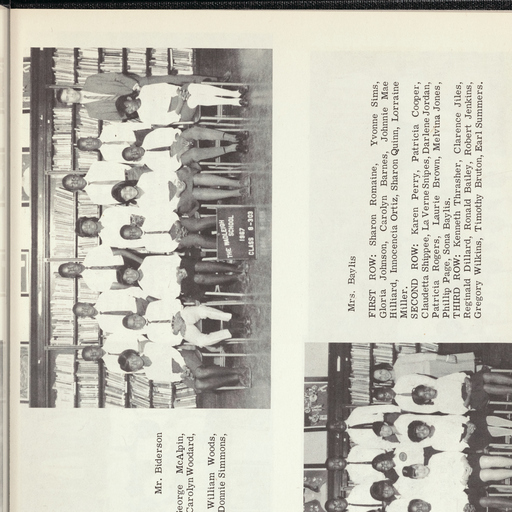 THE MACLEIGH
SCHOOL
1967
CLASS 6-303
Mr. Biderson
George McAlpin,
Carolyn Woodard,
William Woods,
Donnie Simmons,
Mrs. Baylis
FIRST ROW: Sharon Romaine, Yvonne Sims,
Gloria Johnson, Carolyn Barnes, Johnnie Mae
Hilliard, Innocencia Ortiz, Sharon Quinn, Lorraine
Miller.
SECOND ROW: Karen Perry, Patricia Cooper,
Claudetta Shippee, La Verne Snipes, Darlene Jordan,
Patricia Rogers, Laurie Brown, Melvina Jones,
Phillip Page, Sona Baylis.
THIRD ROW: Kenneth Thrasher, Clarence Jiles,
Reginald Dillard, Ronald Bailey, Robert Jenkins,
Gregory Wilkins, Timothy Bruton, Earl Summers.